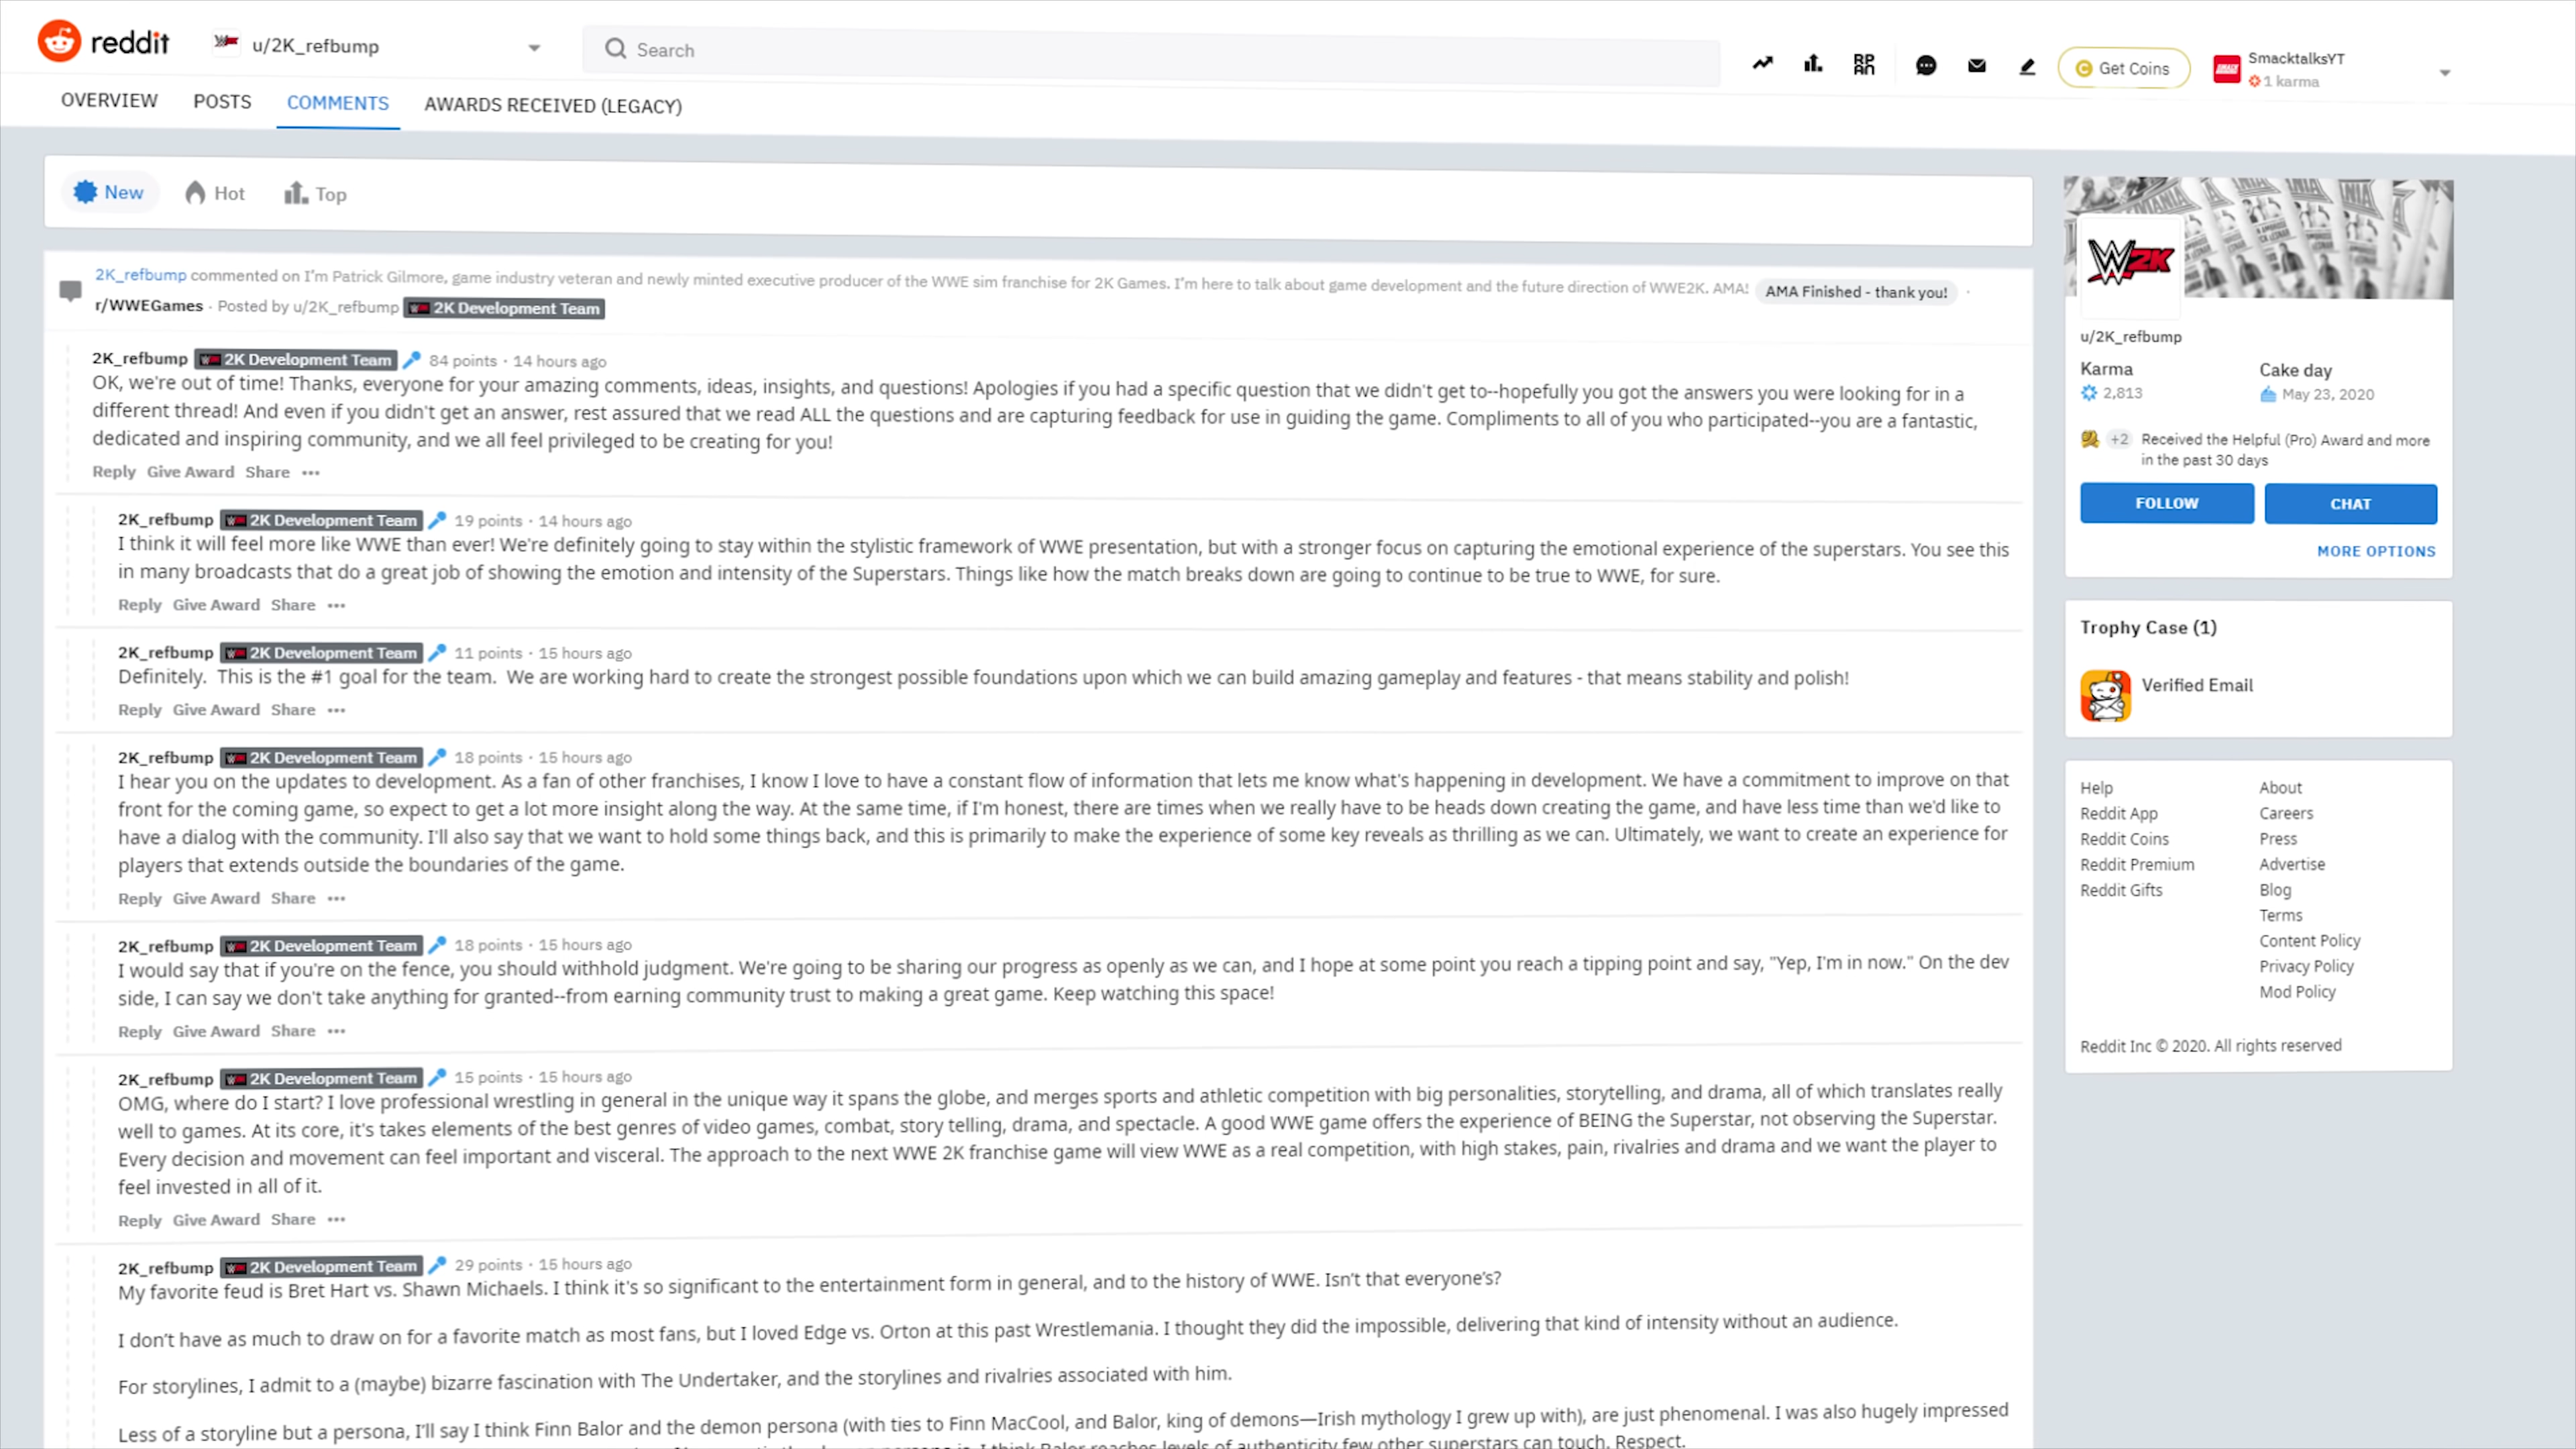 reddit
u/2K_refbump
Search
Get Coins
SmacktalksYT
1 karma
OVERVIEW POSTS COMMENTS AWARDS RECEIVED (LEGACY)
New Hot Top
2K_refbump commented on I'm Patrick Gilmore, game industry veteran and newly minted executive producer of the WWE sim franchise for 2K Games. I'm here to talk about game development and the future direction of WWE2K. AMA! AMA Finished - thank you! ·
r/WWEGames · Posted by u/2K_refbump 2K Development Team
2K_refbump 2K Development Team 84 points · 14 hours ago
OK, we're out of time! Thanks, everyone for your amazing comments, ideas, insights, and questions! Apologies if you had a specific question that we didn't get to--hopefully you got the answers you were looking for in a
different thread! And even if you didn't get an answer, rest assured that we read ALL the questions and are capturing feedback for use in guiding the game. Compliments to all of you who participated--you are a fantastic,
dedicated and inspiring community, and we all feel privileged to be creating for you!
Reply Give Award Share •••
2K_refbump 2K Development Team 19 points · 14 hours ago
I think it will feel more like WWE than ever! We're definitely going to stay within the stylistic framework of WWE presentation, but with a stronger focus on capturing the emotional experience of the superstars. You see this
in many broadcasts that do a great job of showing the emotion and intensity of the Superstars. Things like how the match breaks down are going to continue to be true to WWE, for sure.
Reply Give Award Share •••
2K_refbump 2K Development Team 11 points · 15 hours ago
Definitely. This is the #1 goal for the team. We are working hard to create the strongest possible foundations upon which we can build amazing gameplay and features - that means stability and polish!
Reply Give Award Share •••
2K_refbump 2K Development Team 18 points · 15 hours ago
I hear you on the updates to development. As a fan of other franchises, I know I love to have a constant flow of information that lets me know what's happening in development. We have a commitment to improve on that
front for the coming game, so expect to get a lot more insight along the way. At the same time, if I'm honest, there are times when we really have to be heads down creating the game, and have less time than we'd like to
have a dialog with the community. I'll also say that we want to hold some things back, and this is primarily to make the experience of some key reveals as thrilling as we can. Ultimately, we want to create an experience for
players that extends outside the boundaries of the game.
Reply Give Award Share •••
2K_refbump 2K Development Team 18 points · 15 hours ago
I would say that if you're on the fence, you should withhold judgment. We're going to be sharing our progress as openly as we can, and I hope at some point you reach a tipping point and say, "Yep, I'm in now." On the dev
side, I can say we don't take anything for granted--from earning community trust to making a great game. Keep watching this space!
Reply Give Award Share •••
2K_refbump 2K Development Team 15 points · 15 hours ago
OMG, where do I start? I love professional wrestling in general in the unique way it spans the globe, and merges sports and athletic competition with big personalities, storytelling, and drama, all of which translates really
well to games. At its core, it's takes elements of the best genres of video games, combat, story telling, drama, and spectacle. A good WWE game offers the experience of BEING the Superstar, not observing the Superstar.
Every decision and movement can feel important and visceral. The approach to the next WWE 2K franchise game will view WWE as a real competition, with high stakes, pain, rivalries and drama and we want the player to
feel invested in all of it.
Reply Give Award Share •••
2K_refbump 2K Development Team 29 points · 15 hours ago
My favorite feud is Bret Hart vs. Shawn Michaels. I think it's so significant to the entertainment form in general, and to the history of WWE. Isn't that everyone's?
I don't have as much to draw on for a favorite match as most fans, but I loved Edge vs. Orton at this past Wrestlemania. I thought they did the impossible, delivering that kind of intensity without an audience.
For storylines, I admit to a (maybe) bizarre fascination with The Undertaker, and the storylines and rivalries associated with him.
Less of a storyline but a persona, I'll say I think Finn Balor and the demon persona (with ties to Finn MacCool, and Balor, king of demons—Irish mythology I grew up with), are just phenomenal. I was also hugely impressed
I think Balor reaches levels of authenticity few other superstars can touch. Respect.
W 2K
u/2K_refbump
Karma Cake day
2,813 May 23, 2020
+2 Received the Helpful (Pro) Award and more
in the past 30 days
FOLLOW CHAT
MORE OPTIONS
Trophy Case (1)
Verified Email
Help About
Reddit App Careers
Reddit Coins Press
Reddit Premium Advertise
Reddit Gifts Blog
Terms
Content Policy
Privacy Policy
Mod Policy
Reddit Inc © 2020. All rights reserved